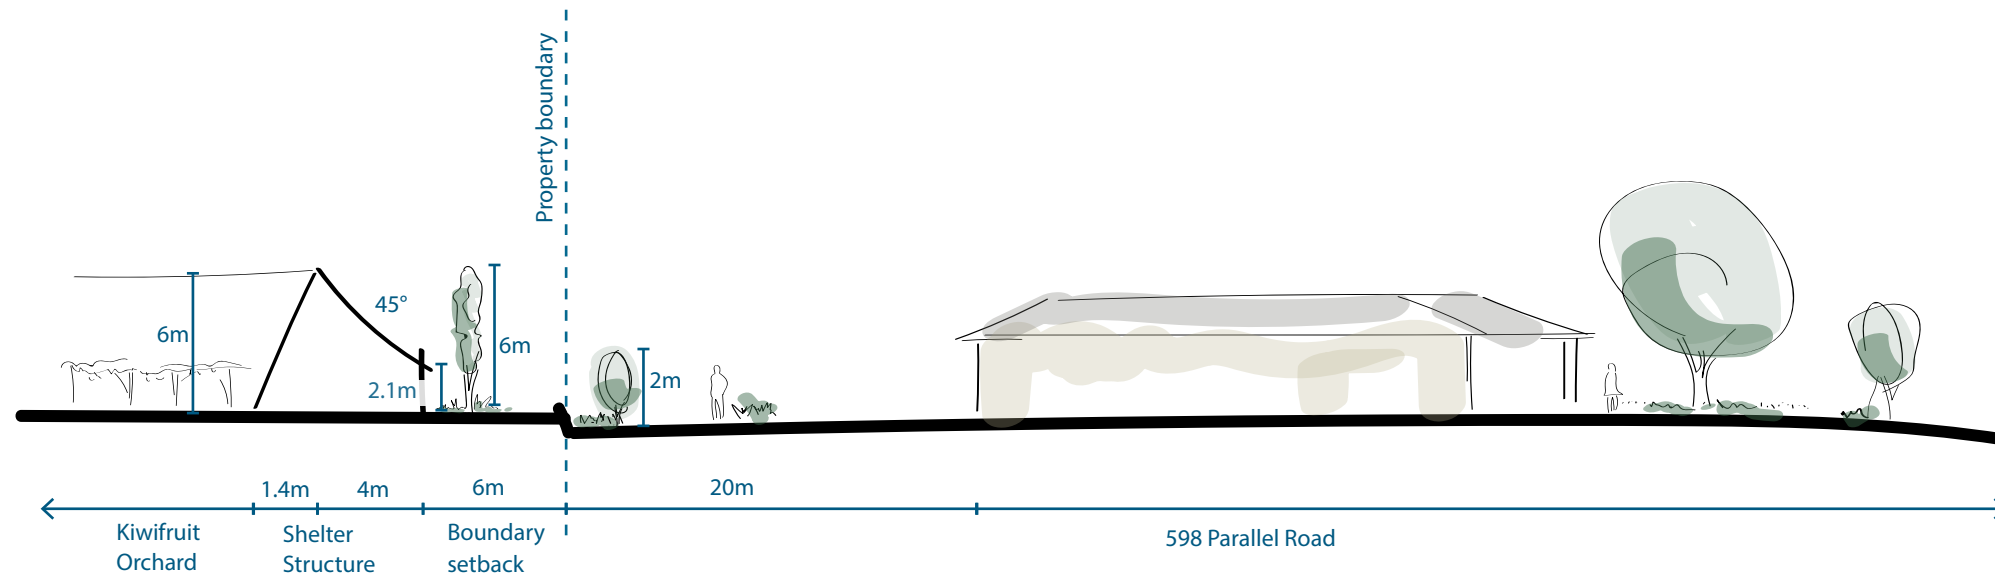 Property boundary
45°
6m
6m
2.1m
2m
1.4m
4m
6m
20m
Kiwifruit
Orchard
Shelter
Structure
Boundary
setback
598 Parallel Road